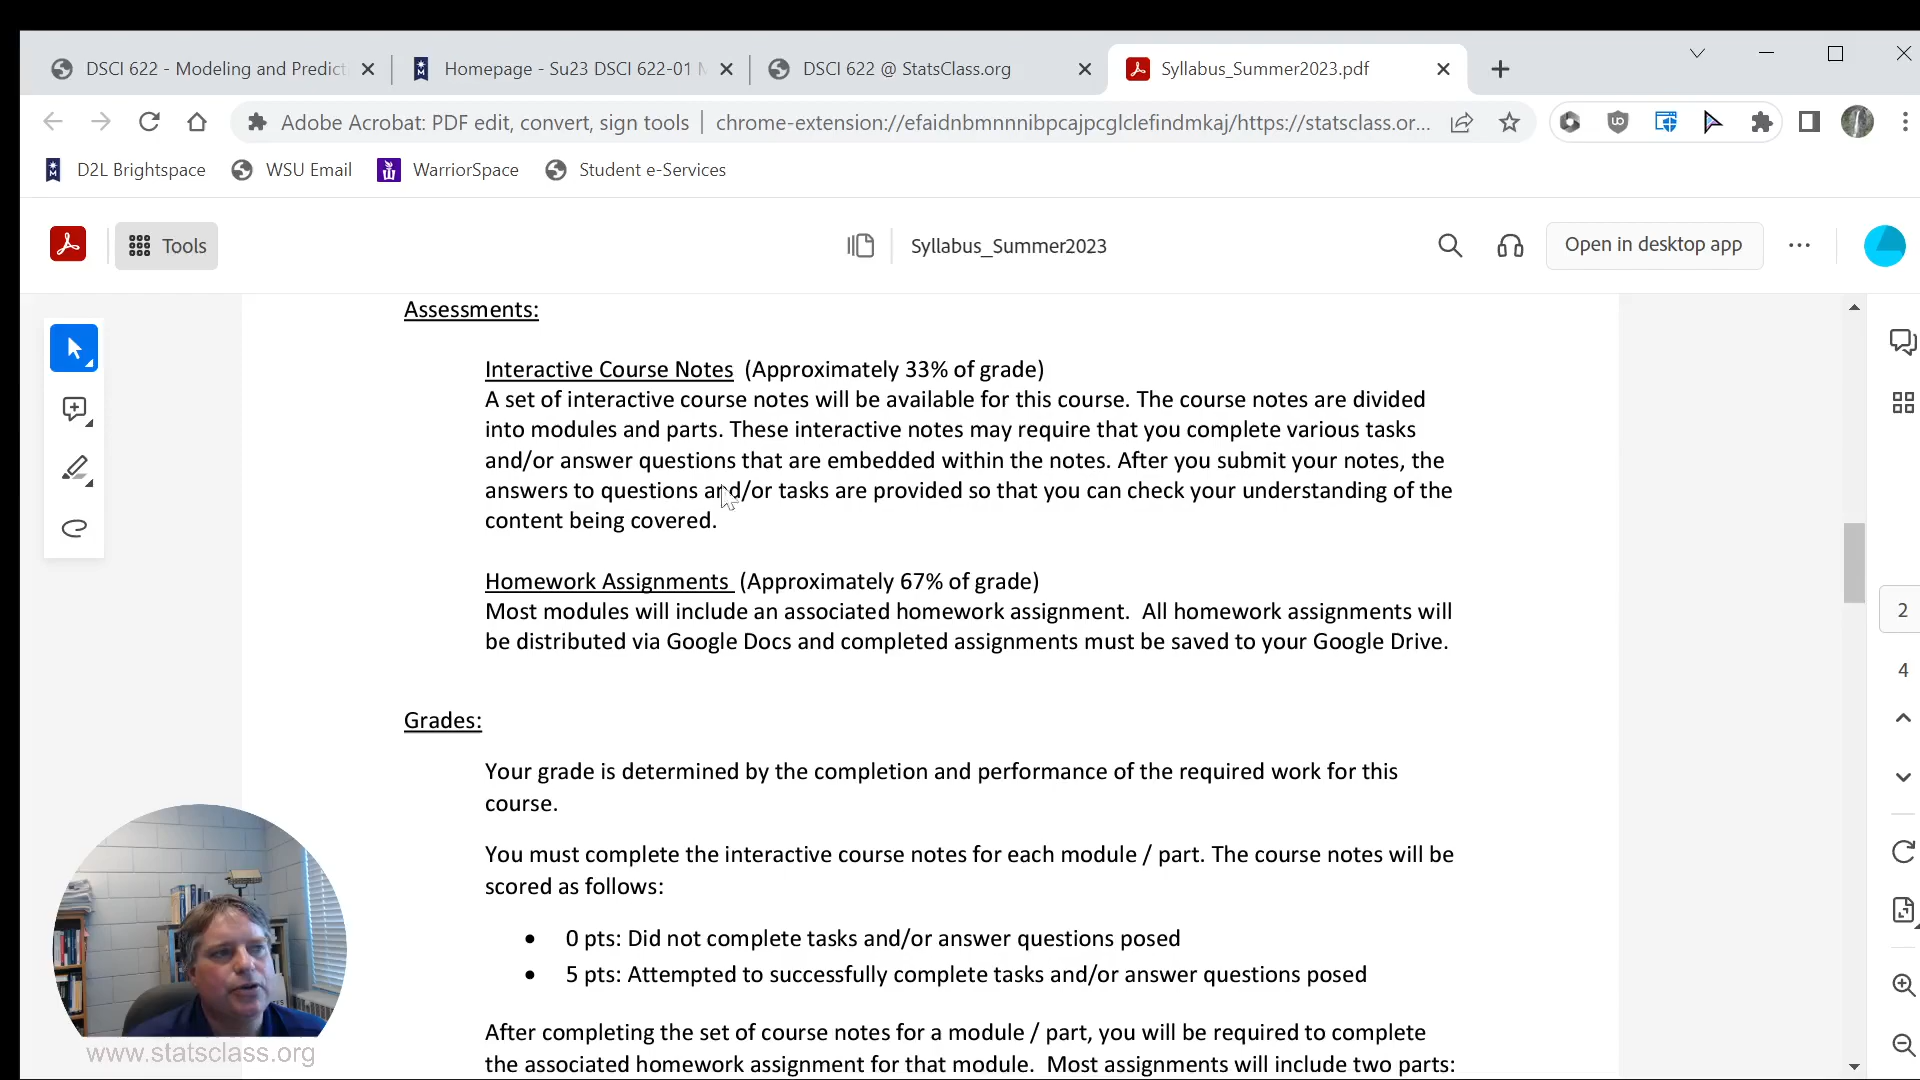 DSCI 622 - Modeling and Predict
Homepage - Su23 DSCI 622-01 M
DSCI 622 @ StatsClass.org
Syllabus_Summer2023.pdf
Adobe Acrobat: PDF edit, convert, sign tools | chrome-extension://efaidnbmnnnibpcajpcglclefindmkaj/https://statsclass.or...
D2L Brightspace
WSU Email
WarriorSpace
Student e-Services
Tools
Syllabus_Summer2023
Open in desktop app
Assessments:
Interactive Course Notes (Approximately 33% of grade)
A set of interactive course notes will be available for this course. The course notes are divided
into modules and parts. These interactive notes may require that you complete various tasks
and/or answer questions that are embedded within the notes. After you submit your notes, the
answers to questions and/or tasks are provided so that you can check your understanding of the
content being covered.
Homework Assignments (Approximately 67% of grade)
Most modules will include an associated homework assignment. All homework assignments will
be distributed via Google Docs and completed assignments must be saved to your Google Drive.
2
4
Grades:
Your grade is determined by the completion and performance of the required work for this
course.
You must complete the interactive course notes for each module / part. The course notes will be
scored as follows:
• 0 pts: Did not complete tasks and/or answer questions posed
• 5 pts: Attempted to successfully complete tasks and/or answer questions posed
After completing the set of course notes for a module / part, you will be required to complete
the associated homework assignment for that module. Most assignments will include two parts:
www.statsclass.org